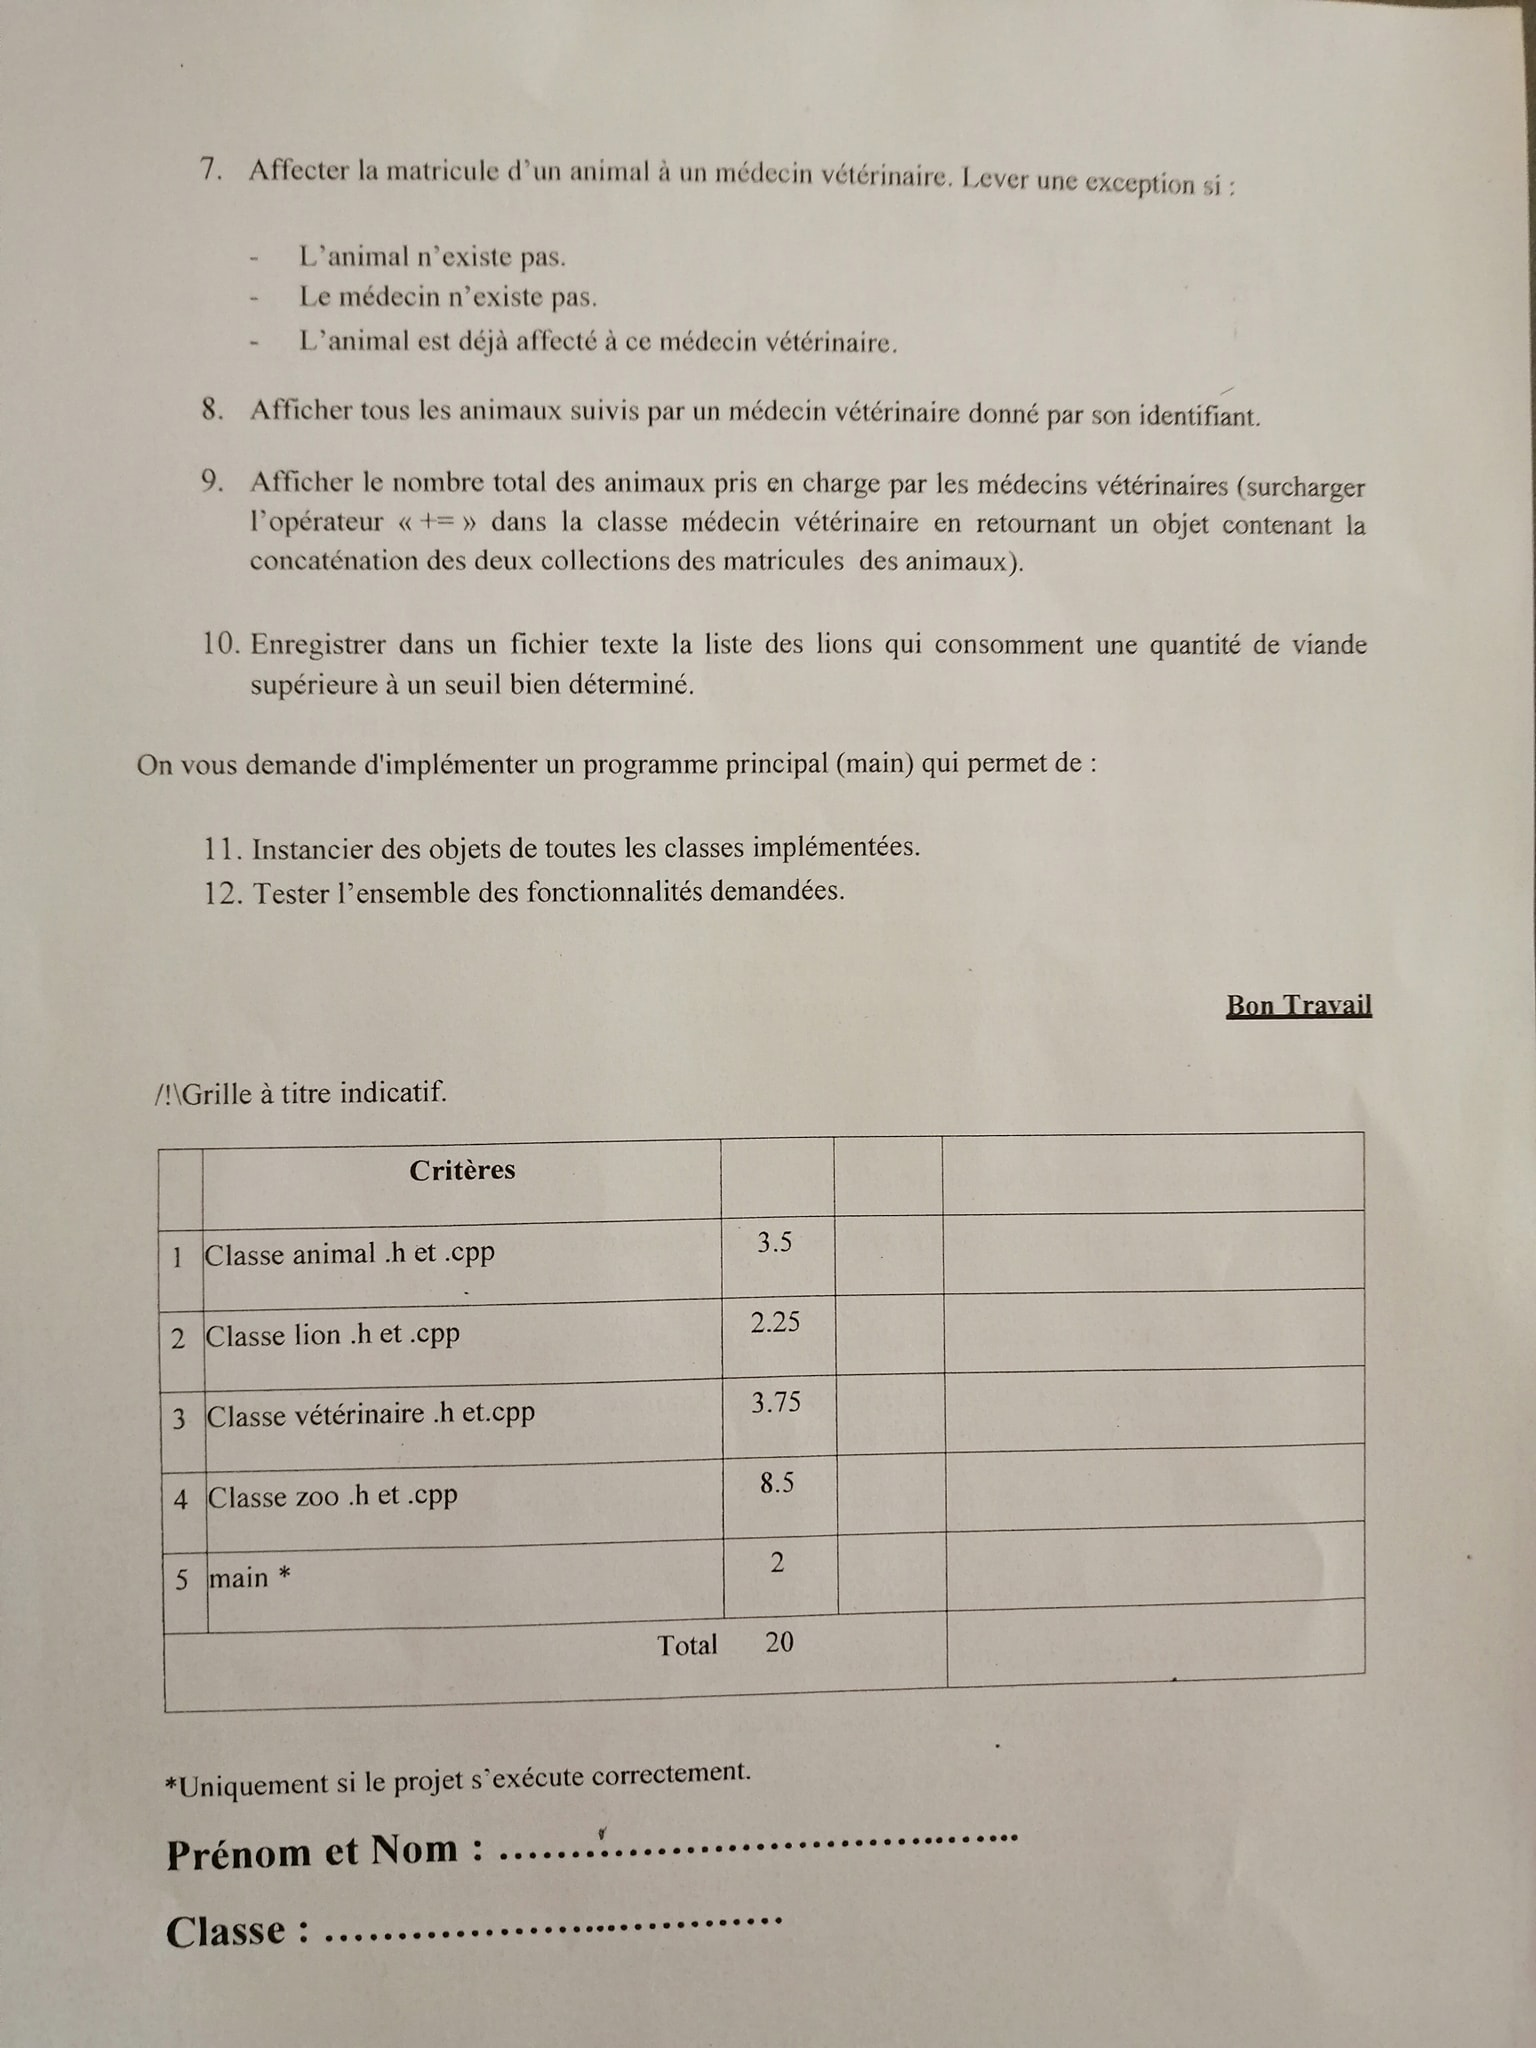 7. Affecter la matricule d'un animal à un médecin vétérinaire. Lever une exception si :
- L'animal n'existe pas.
- Le médecin n'existe pas.
- L'animal est déjà affecté à ce médecin vétérinaire.
8. Afficher tous les animaux suivis par un médecin vétérinaire donné par son identifiant.
9. Afficher le nombre total des animaux pris en charge par les médecins vétérinaires (surcharger
l'opérateur « += » dans la classe médecin vétérinaire en retournant un objet contenant la
concaténation des deux collections des matricules des animaux).
10. Enregistrer dans un fichier texte la liste des lions qui consomment une quantité de viande
supérieure à un seuil bien déterminé.
On vous demande d'implémenter un programme principal (main) qui permet de :
11. Instancier des objets de toutes les classes implémentées.
12. Tester l'ensemble des fonctionnalités demandées.
Bon Travail
/!\Grille à titre indicatif.
Critères
1 Classe animal .h et .cpp 3.5
2 Classe lion .h et .cpp 2.25
3 Classe vétérinaire .h et.cpp 3.75
4 Classe zoo .h et .cpp 8.5
5 main * 2
Total 20
*Uniquement si le projet s'exécute correctement.
Prénom et Nom : ......................................
Classe : ................................